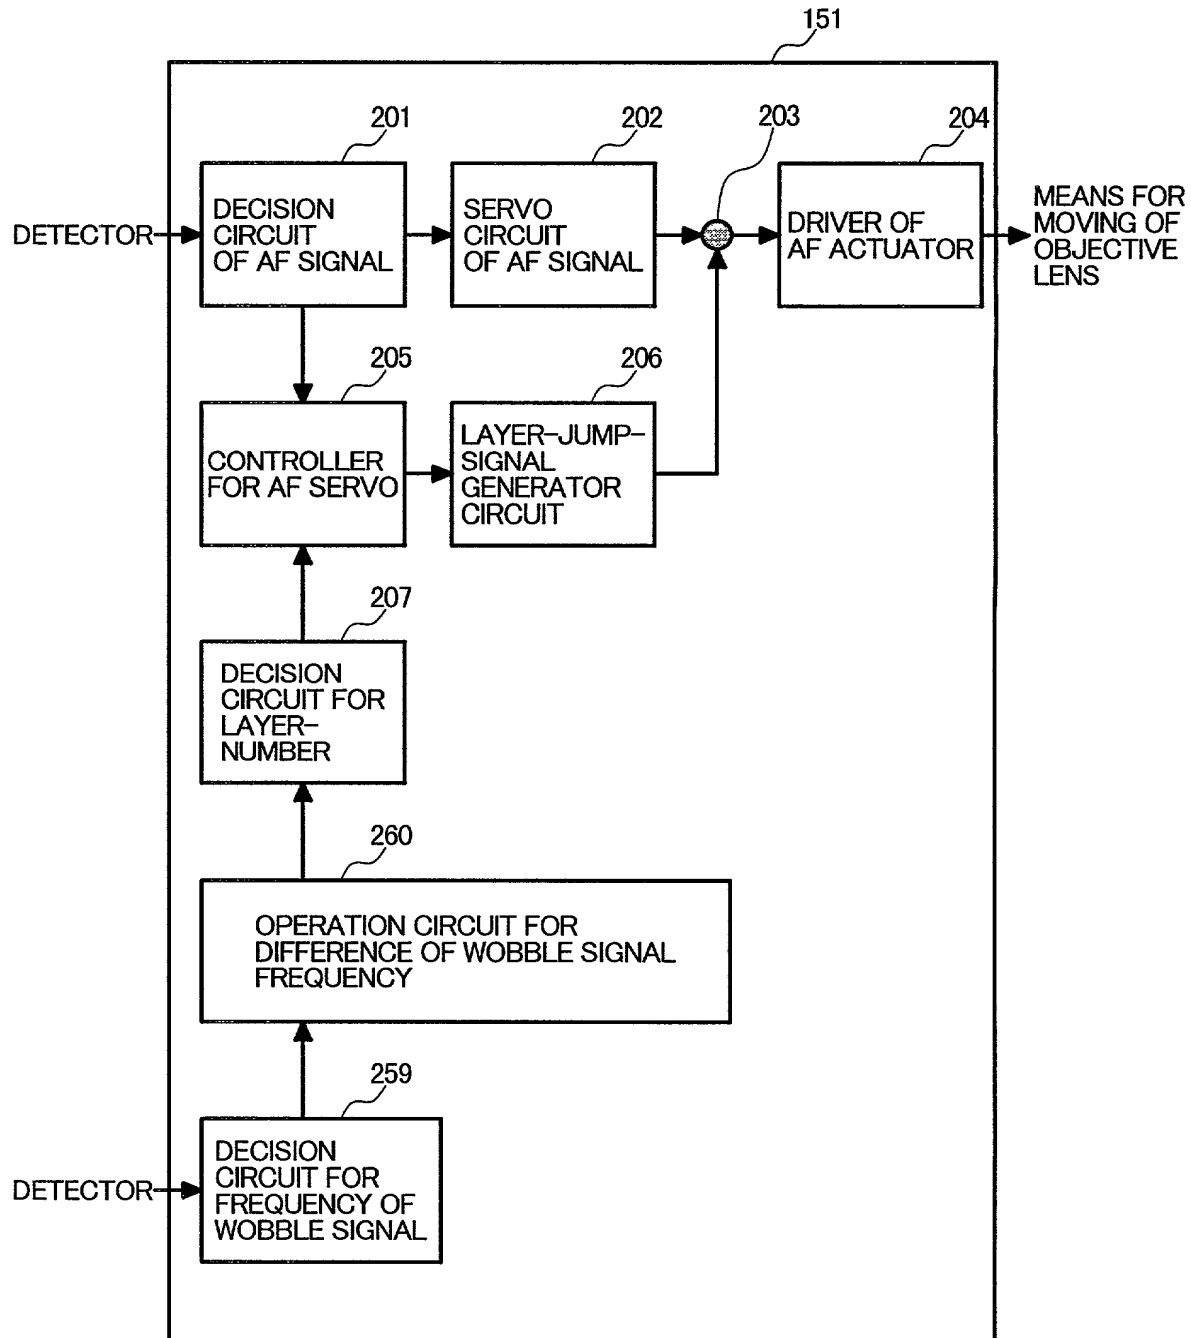 151
201
202
203
204
DETECTOR
DECISION
CIRCUIT
OF AF SIGNAL
SERVO
CIRCUIT
OF AF SIGNAL
DRIVER OF
AF ACTUATOR
MEANS FOR
MOVING OF
OBJECTIVE
LENS
205
206
CONTROLLER
FOR AF SERVO
LAYER-JUMP-
SIGNAL
GENERATOR
CIRCUIT
207
DECISION
CIRCUIT FOR
LAYER-
NUMBER
260
OPERATION CIRCUIT FOR
DIFFERENCE OF WOBBLE SIGNAL
FREQUENCY
259
DETECTOR
DECISION
CIRCUIT FOR
FREQUENCY OF
WOBBLE SIGNAL